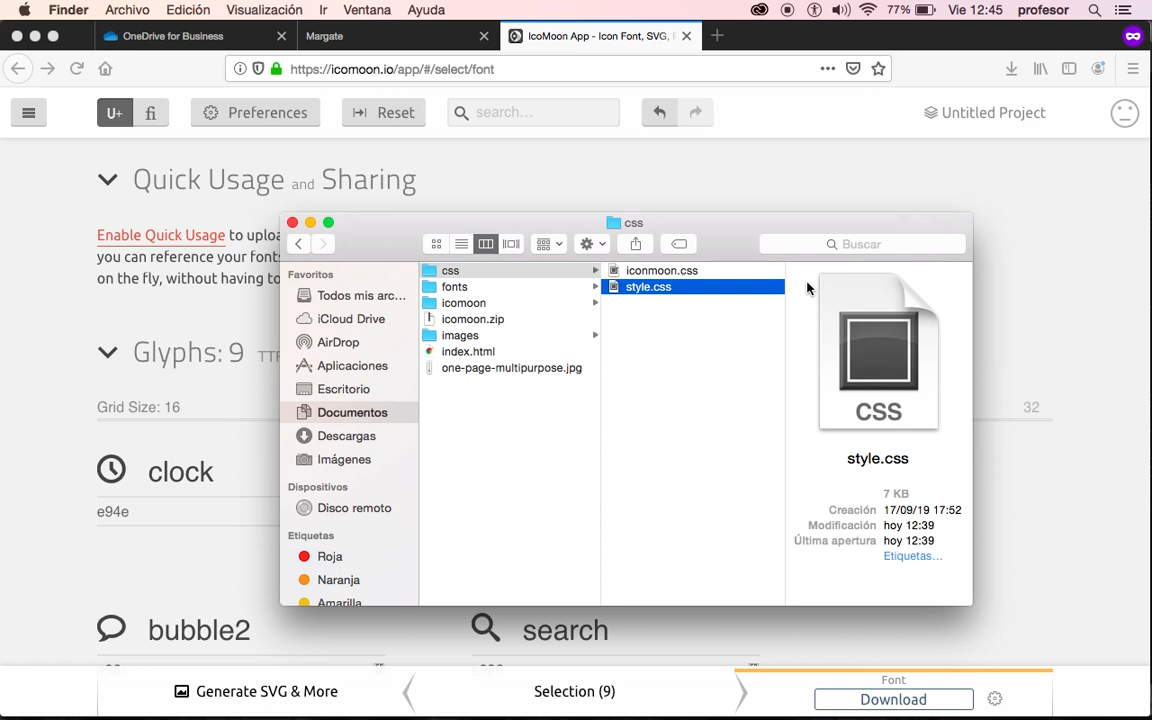 Finder Archivo Edición Visualización Ir Ventana Ayuda 77% Vie 12:45 profesor
OneDrive for Business Margate IcoMoon App - Icon Font, SVG,
https://icomoon.io/app/#/select/font
U+ fi Preferences Reset search... Untitled Project
Quick Usage and Sharing
Enable Quick Usage to uploa
you can reference your fonts
on the fly, without having to
Glyphs: 9
Grid Size: 16 32
clock
e94e
bubble2 search
css
Buscar
Favoritos
Todos mis arc...
iCloud Drive
AirDrop
Aplicaciones
Escritorio
Documentos
Descargas
Imágenes
Dispositivos
Disco remoto
Etiquetas
Roja
Naranja
Amarilla
css
fonts
icomoon
icomoon.zip
images
index.html
one-page-multipurpose.jpg
iconmoon.css
style.css
CSS
style.css
7 KB
Creación 17/09/19 17:52
Modificación hoy 12:39
Última apertura hoy 12:39
Etiquetas...
Generate SVG & More Selection (9) Font
Download